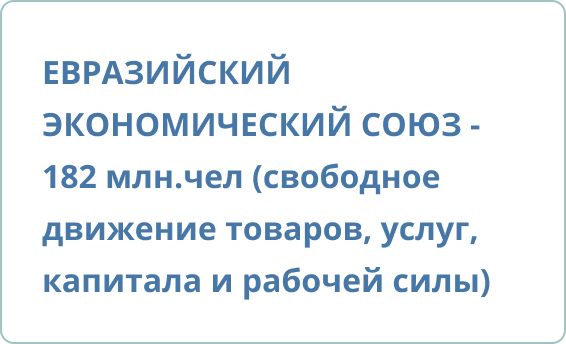 ЕВРАЗИЙСКИЙ
ЭКОНОМИЧЕСКИЙ СОЮЗ -
182 млн.чел (свободное
движение товаров, услуг,
капитала и рабочей силы)